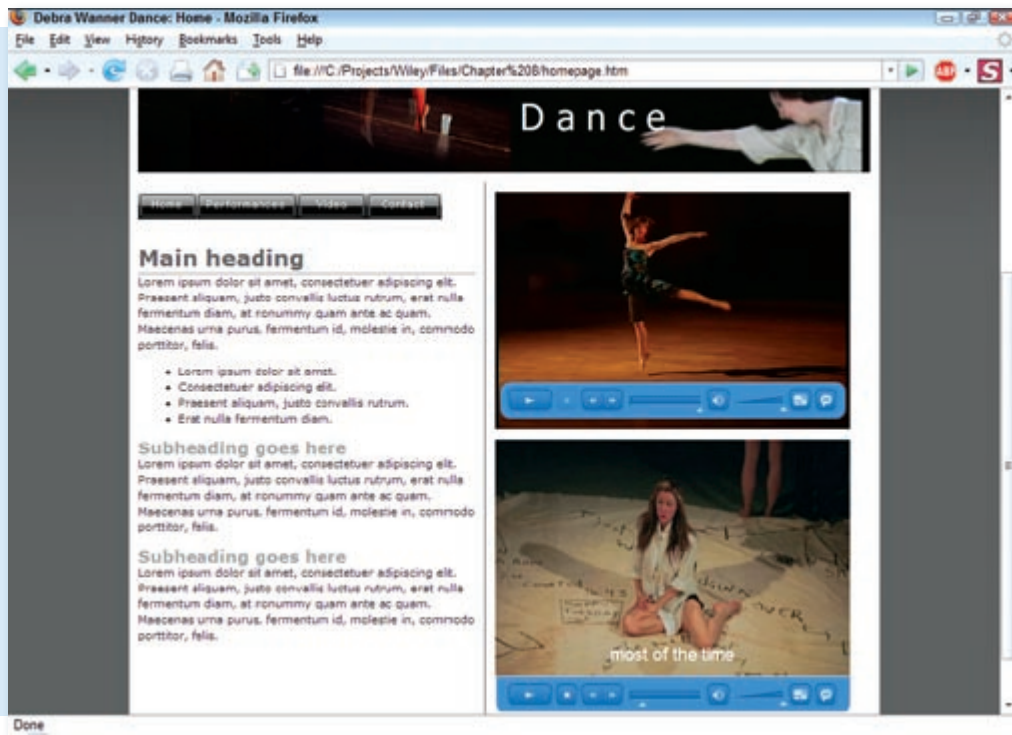 Debra Wanner Dance: Home - Mozilla Firefox
File Edit View History Bookmarks Tools Help
file:///C:/Projects/Wiley/Files/Chapter%208/homepage.htm
ABP
S
Dance
Home Performances Video Contact
Main heading
Lorem ipsum dolor sit amet, consectetuer adipiscing elit.
Praesent aliquam, justo convallis luctus rutrum, erat nulla
fermentum diam, at nonummy quam ante ac quam.
Maecenas urna purus, fermentum id, molestie in, commodo
porttitor, felis.
• Lorem ipsum dolor sit amet.
• Consectetuer adipiscing elit.
• Praesent aliquam, justo convallis rutrum.
• Erat nulla fermentum diam.
Subheading goes here
Lorem ipsum dolor sit amet, consectetuer adipiscing elit.
Praesent aliquam, justo convallis luctus rutrum, erat nulla
fermentum diam, at nonummy quam ante ac quam.
Maecenas urna purus, fermentum id, molestie in, commodo
porttitor, felis.
Subheading goes here
Lorem ipsum dolor sit amet, consectetuer adipiscing elit.
Praesent aliquam, justo convallis luctus rutrum, erat nulla
fermentum diam, at nonummy quam ante ac quam.
Maecenas urna purus, fermentum id, molestie in, commodo
porttitor, felis.
most of the time
Done